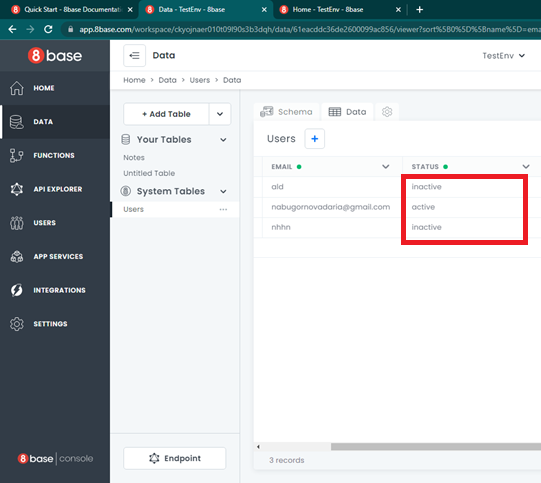 Quick Start - 8base Documentati
Data - TestEnv - 8base
Home - TestEnv - 8base
app.8base.com/workspace/ckyojnaer010t09l90s3b3dqh/data/61eacddc36de2600099ac856/viewer?sort%5B0%5D%5Bname%5D=ema
8base
Data
TestEnv
Home > Data > Users > Data
HOME
DATA
FUNCTIONS
API EXPLORER
USERS
APP SERVICES
INTEGRATIONS
SETTINGS
+ Add Table
Your Tables
Notes
Untitled Table
System Tables
Users
Schema
Data
Users
EMAIL
STATUS
ald
inactive
nabugornovadaria@gmail.com
active
nhhn
inactive
Endpoint
3 records
8base | console